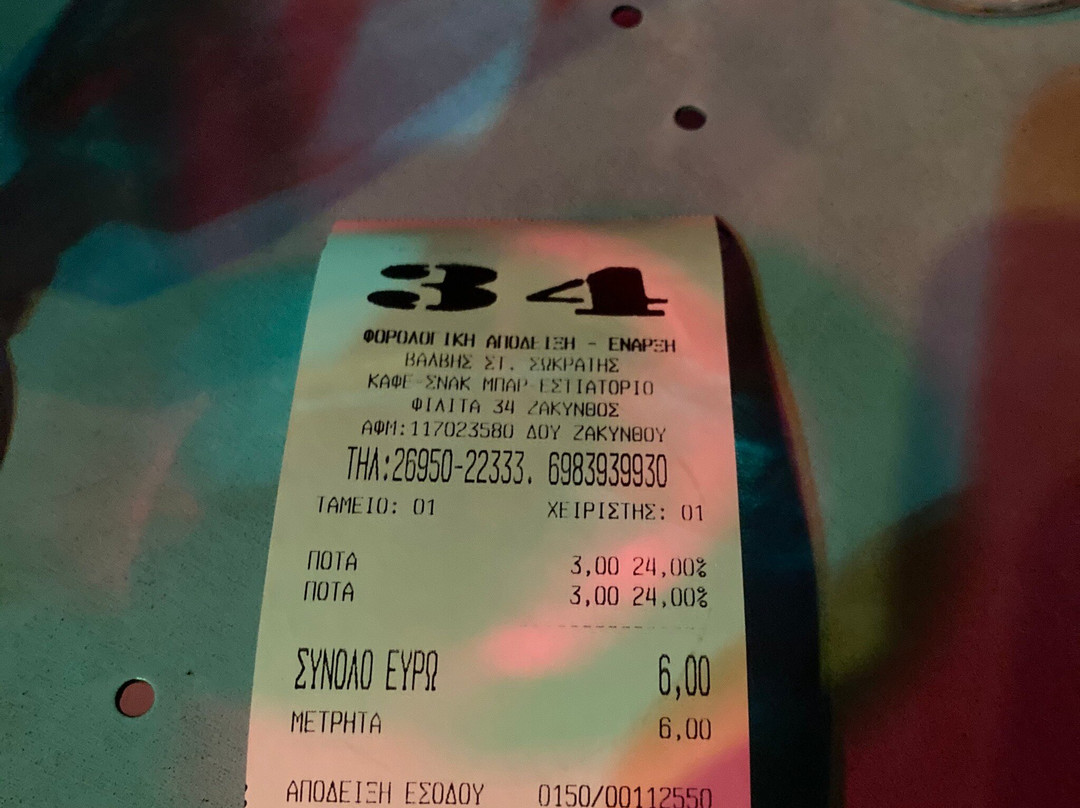 34
ΦΟΡΟΛΟΓΙΚΗ ΑΠΟΔΕΙΞΗ - ΕΝΑΡΞΗ
ΒΑΛΒΗΣ ΣΤ. ΣΩΚΡΑΤΗΣ
ΚΑΦΕ-ΣΝΑΚ ΜΠΑΡ-ΕΣΤΙΑΤΟΡΙΟ
ΦΙΛΙΤΑ 34 ΖΑΚΥΝΘΟΣ
ΑΦΜ:117023580 ΔΟΥ ΖΑΚΥΝΘΟΥ
ΤΗΛ:26950-22333. 6983939930
ΤΑΜΕΙΟ: 01 ΧΕΙΡΙΣΤΗΣ: 01
ΠΟΤΑ 3,00 24,00%
ΠΟΤΑ 3,00 24,00%
ΣΥΝΟΛΟ ΕΥΡΩ 6,00
ΜΕΤΡΗΤΑ 6,00
ΑΠΟΔΕΙΞΗ ΕΣΟΔΟΥ 0150/00112550